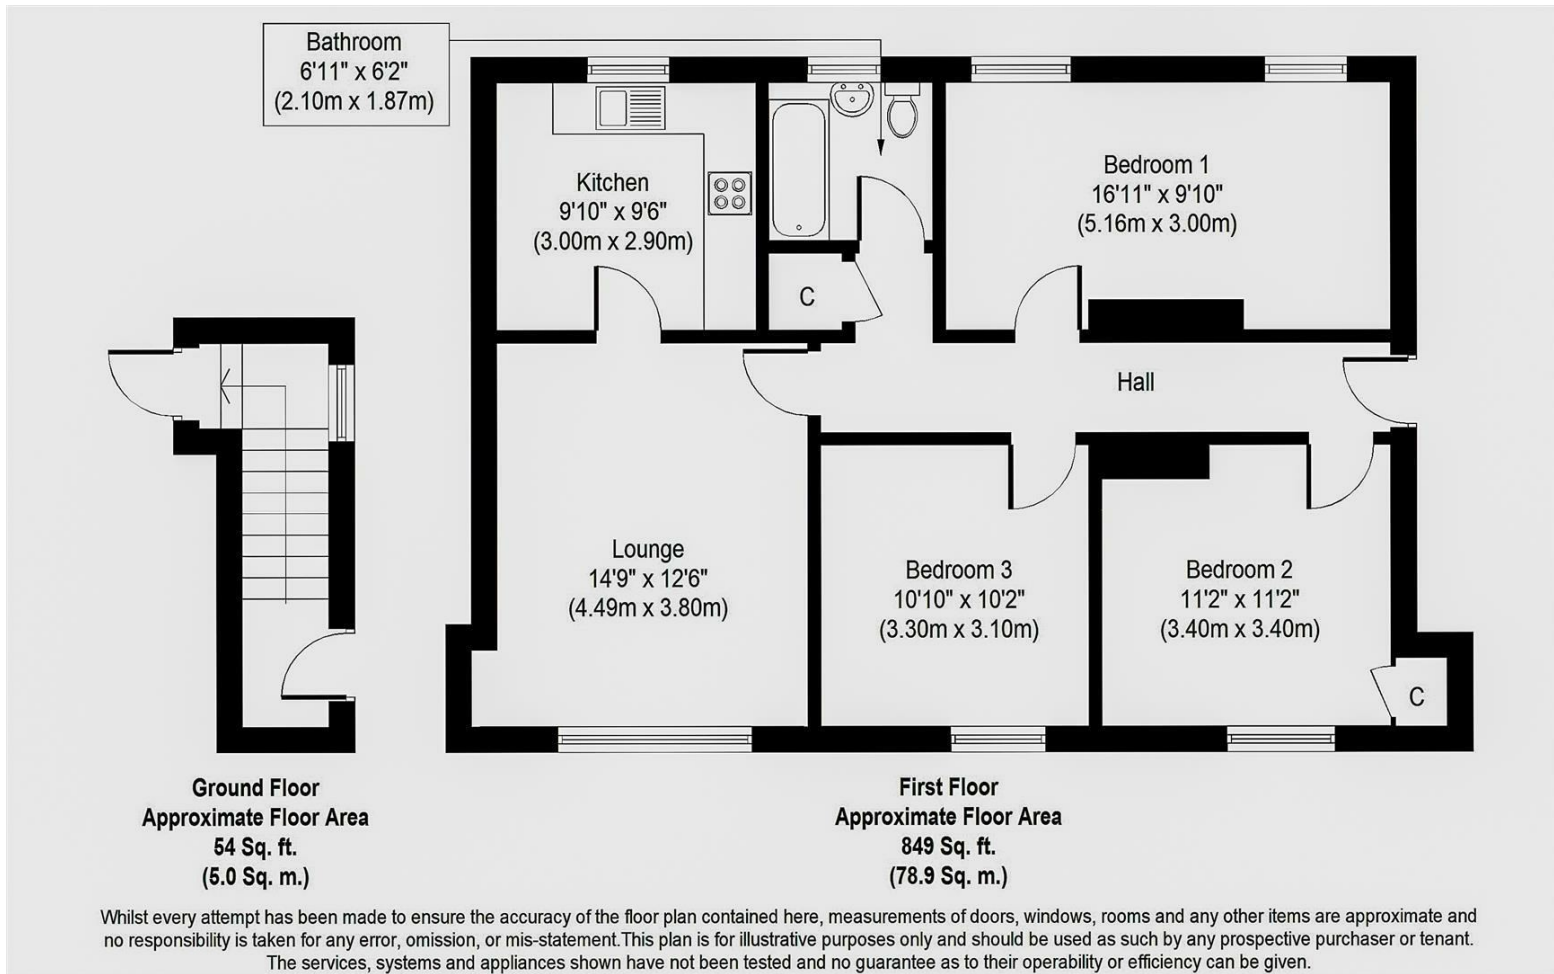 Bathroom
6'11" x 6'2"
(2.10m x 1.87m)
Kitchen
9'10" x 9'6"
(3.00m x 2.90m)
C
Bedroom 1
16'11" x 9'10"
(5.16m x 3.00m)
Hall
Lounge
14'9" x 12'6"
(4.49m x 3.80m)
Bedroom 3
10'10" x 10'2"
(3.30m x 3.10m)
Bedroom 2
11'2" x 11'2"
(3.40m x 3.40m)
C
Ground Floor
Approximate Floor Area
54 Sq. ft.
(5.0 Sq. m.)
First Floor
Approximate Floor Area
849 Sq. ft.
(78.9 Sq. m.)
Whilst every attempt has been made to ensure the accuracy of the floor plan contained here, measurements of doors, windows, rooms and any other items are approximate and
no responsibility is taken for any error, omission, or mis-statement.This plan is for illustrative purposes only and should be used as such by any prospective purchaser or tenant.
The services, systems and appliances shown have not been tested and no guarantee as to their operability or efficiency can be given.